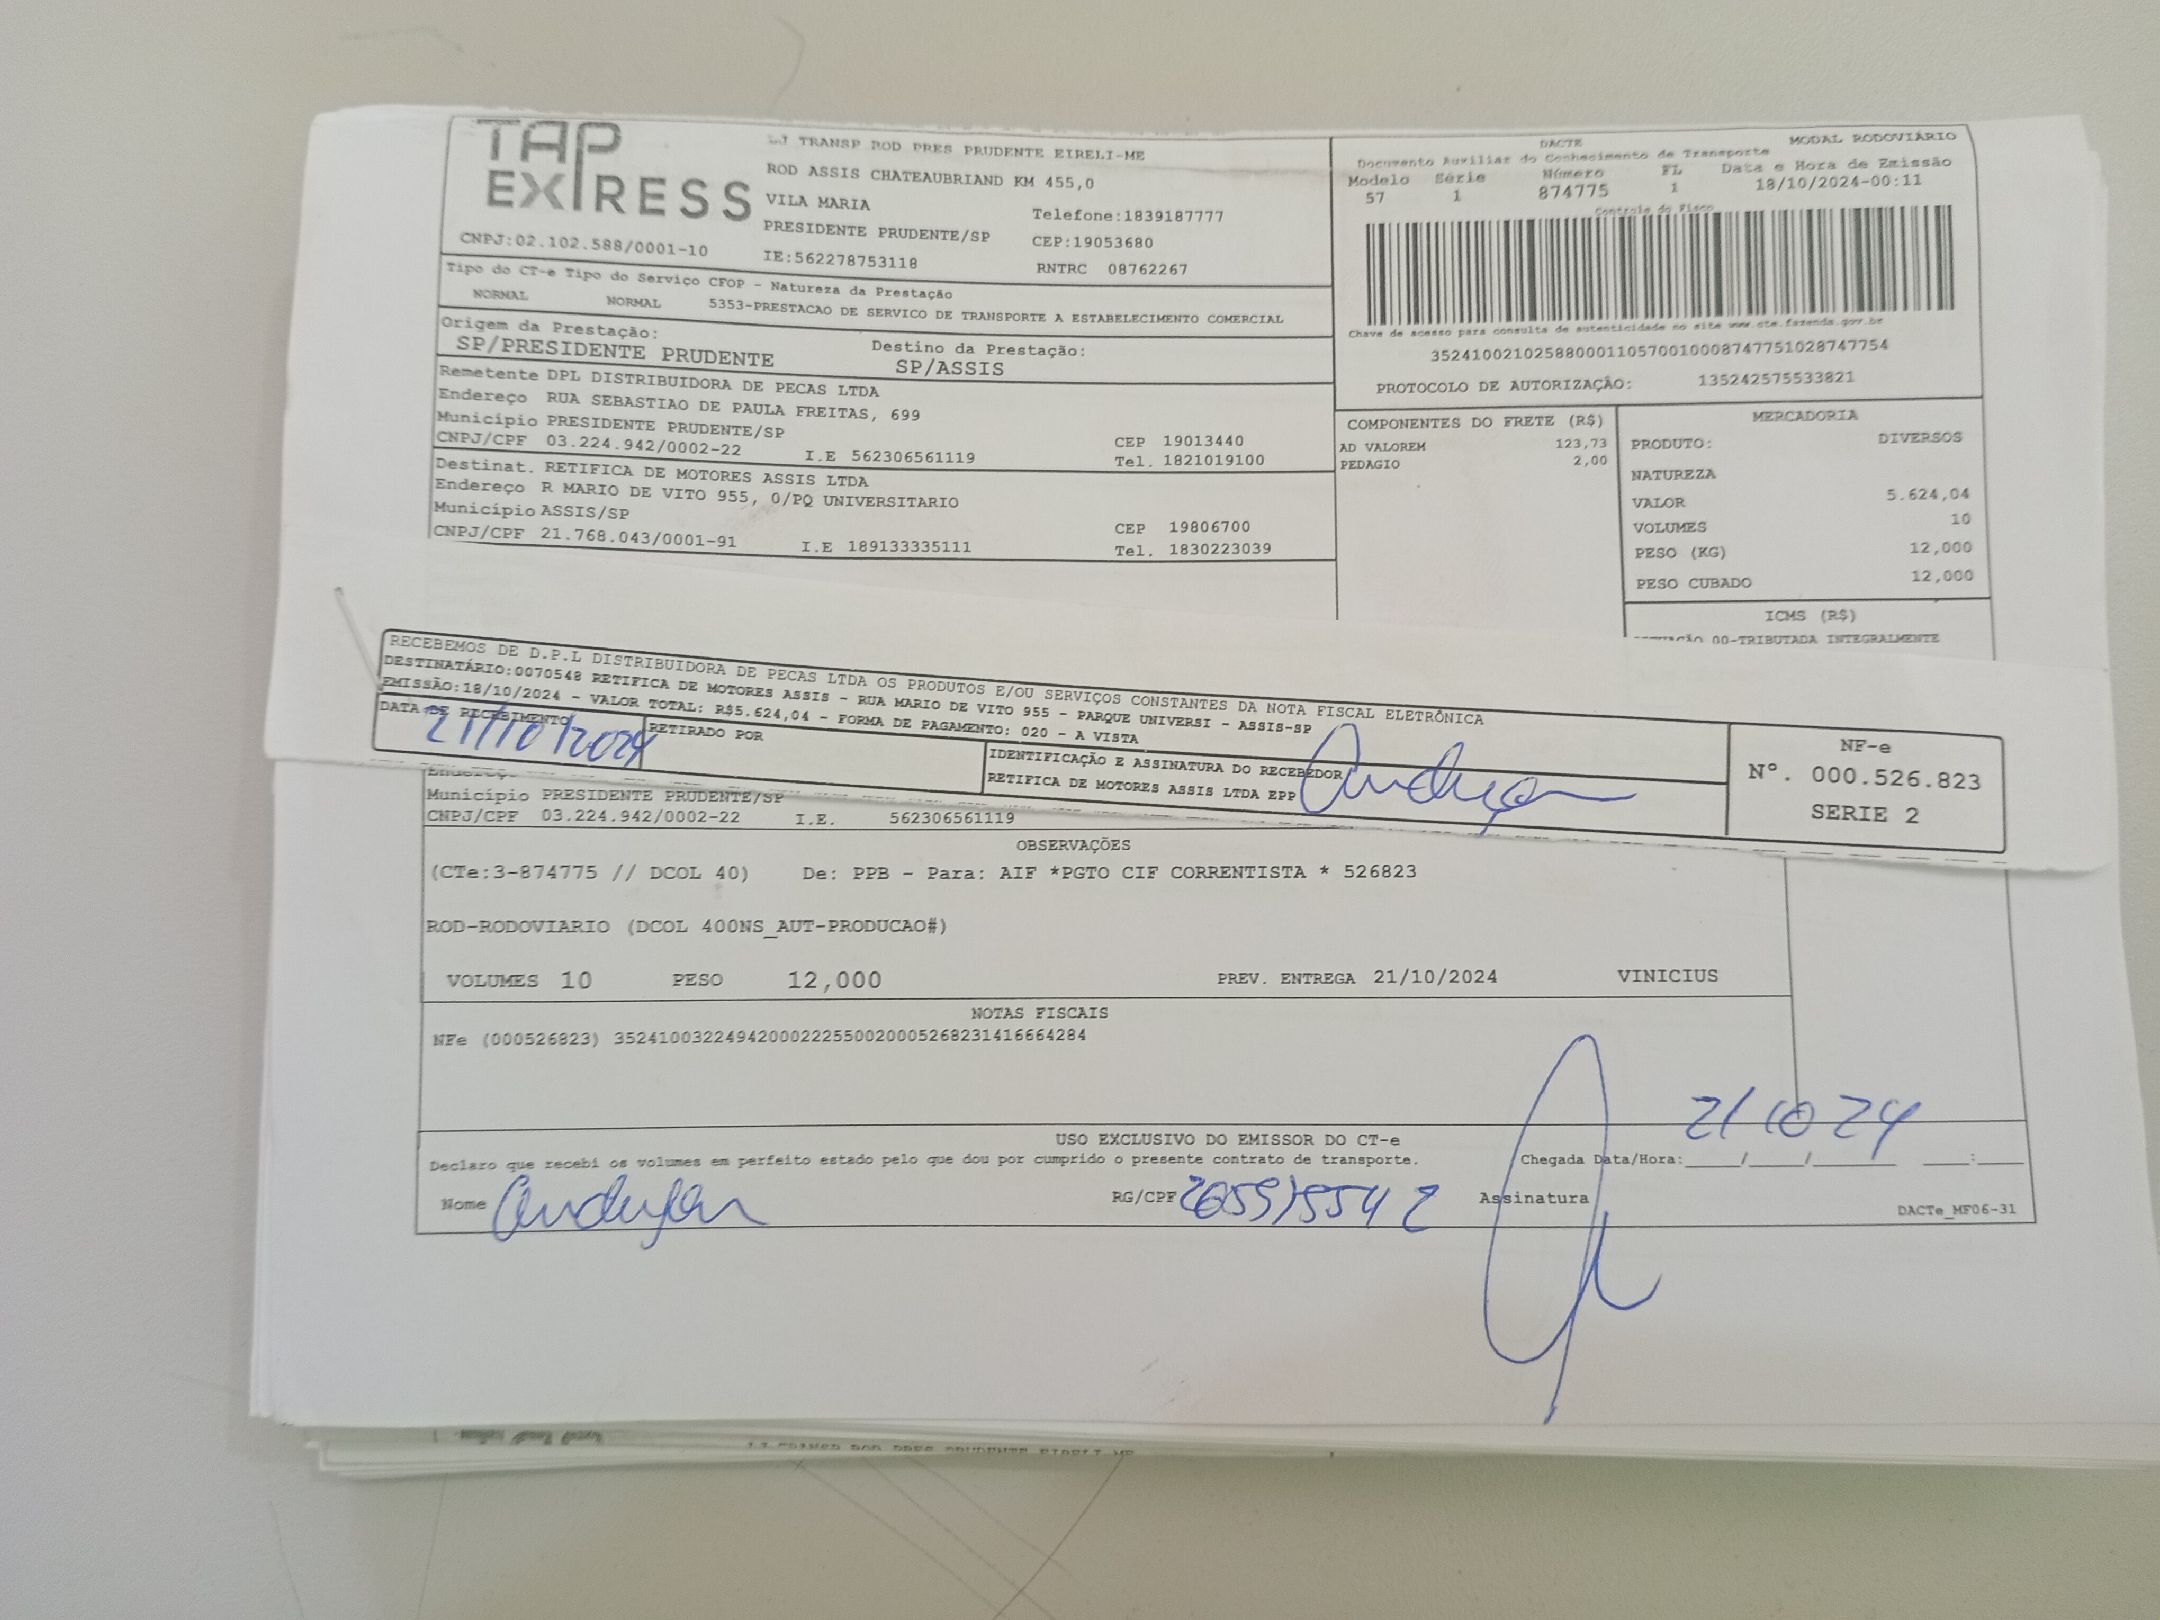 TAP
EXPRESS
CNPJ:02.102.588/0001-10
LJ TRANSP ROD PRES PRUDENTE EIRELI-ME
ROD ASSIS CHATEAUBRIAND KM 455,0
VILA MARIA
Telefone:1839187777
PRESIDENTE PRUDENTE/SP CEP:19053680
IE:562278753118 RNTRC 08762267
DACTE MODAL RODOVIÁRIO
Documento Auxiliar do Conhecimento de Transporte
Modelo Série Número FL Data e Hora de Emissão
57 1 874775 1 18/10/2024-00:11
Controle do Fisco
Chave de acesso para consulta de autenticidade no site www.cte.fazenda.gov.br
35241002102588000110570010008747751028747754
PROTOCOLO DE AUTORIZAÇÃO: 135242575533821
Tipo do CT-e Tipo do Serviço CFOP - Natureza da Prestação
NORMAL NORMAL 5353-PRESTACAO DE SERVICO DE TRANSPORTE A ESTABELECIMENTO COMERCIAL
Origem da Prestação: Destino da Prestação:
SP/PRESIDENTE PRUDENTE SP/ASSIS
Remetente DPL DISTRIBUIDORA DE PECAS LTDA
Endereço RUA SEBASTIAO DE PAULA FREITAS, 699
Município PRESIDENTE PRUDENTE/SP CEP 19013440
CNPJ/CPF 03.224.942/0002-22 I.E 562306561119 Tel. 1821019100
Destinat. RETIFICA DE MOTORES ASSIS LTDA
Endereço R MARIO DE VITO 955, 0/PQ UNIVERSITARIO
Município ASSIS/SP CEP 19806700
CNPJ/CPF 21.768.043/0001-91 I.E 189133335111 Tel. 1830223039
COMPONENTES DO FRETE (R$)
AD VALOREM 123,73
PEDAGIO 2,00
MERCADORIA
PRODUTO: DIVERSOS
NATUREZA
VALOR 5.624,04
VOLUMES 10
PESO (KG) 12,000
PESO CUBADO 12,000
ICMS (R$)
00-TRIBUTADA INTEGRALMENTE
RECEBEMOS DE D.P.L DISTRIBUIDORA DE PECAS LTDA OS PRODUTOS E/OU SERVIÇOS CONSTANTES DA NOTA FISCAL ELETRÔNICA
DESTINATÁRIO:0070548 RETIFICA DE MOTORES ASSIS - RUA MARIO DE VITO 955 - PARQUE UNIVERSI - ASSIS-SP
EMISSÃO:18/10/2024 - VALOR TOTAL: R$5.624,04 - FORMA DE PAGAMENTO: 020 - A VISTA
DATA DE RECEBIMENTO RETIRADO POR
21/10/2024
IDENTIFICAÇÃO E ASSINATURA DO RECEBEDOR
RETIFICA DE MOTORES ASSIS LTDA EPP
NF-e
Nº. 000.526.823
SERIE 2
Endereço
Município PRESIDENTE PRUDENTE/SP
CNPJ/CPF 03.224.942/0002-22 I.E. 562306561119
OBSERVAÇÕES
(CTe:3-874775 // DCOL 40) De: PPB - Para: AIF *PGTO CIF CORRENTISTA * 526823
ROD-RODOVIARIO (DCOL 400NS_AUT-PRODUCAO#)
VOLUMES 10 PESO 12,000 PREV. ENTREGA 21/10/2024 VINICIUS
NOTAS FISCAIS
NFe (000526823) 35241003224942000222550020005268231416664284
USO EXCLUSIVO DO EMISSOR DO CT-e
21 10 24
Declaro que recebi os volumes em perfeito estado pelo que dou por cumprido o presente contrato de transporte. Chegada Data/Hora:____/____/______ ____:____
Nome RG/CPF Assinatura
DACTe_MF06-31
LJ TRANSP ROD PRES PRUDENTE EIRELI-ME